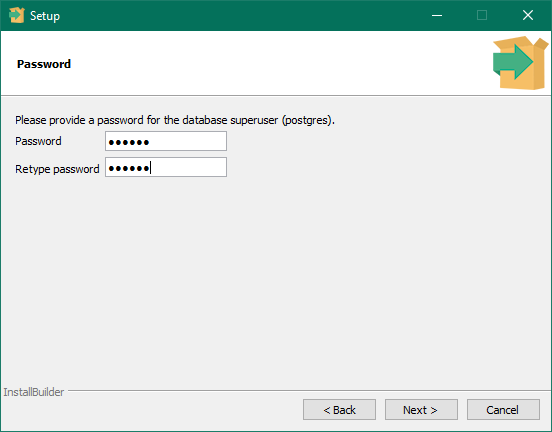 Setup
Password
Please provide a password for the database superuser (postgres).
Password ••••••
Retype password ••••••
InstallBuilder
< Back Next > Cancel